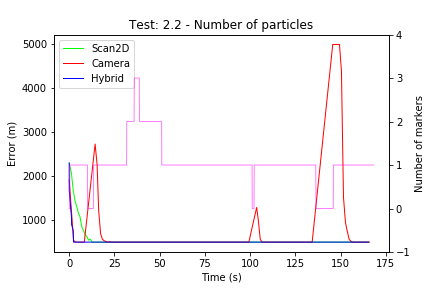 Test: 2.2 - Number of particles
Scan2D
Camera
Hybrid
Error (m)
5000
4000
3000
2000
1000
4
3
2
1
0
−1
Number of markers
0 25 50 75 100 125 150 175
Time (s)